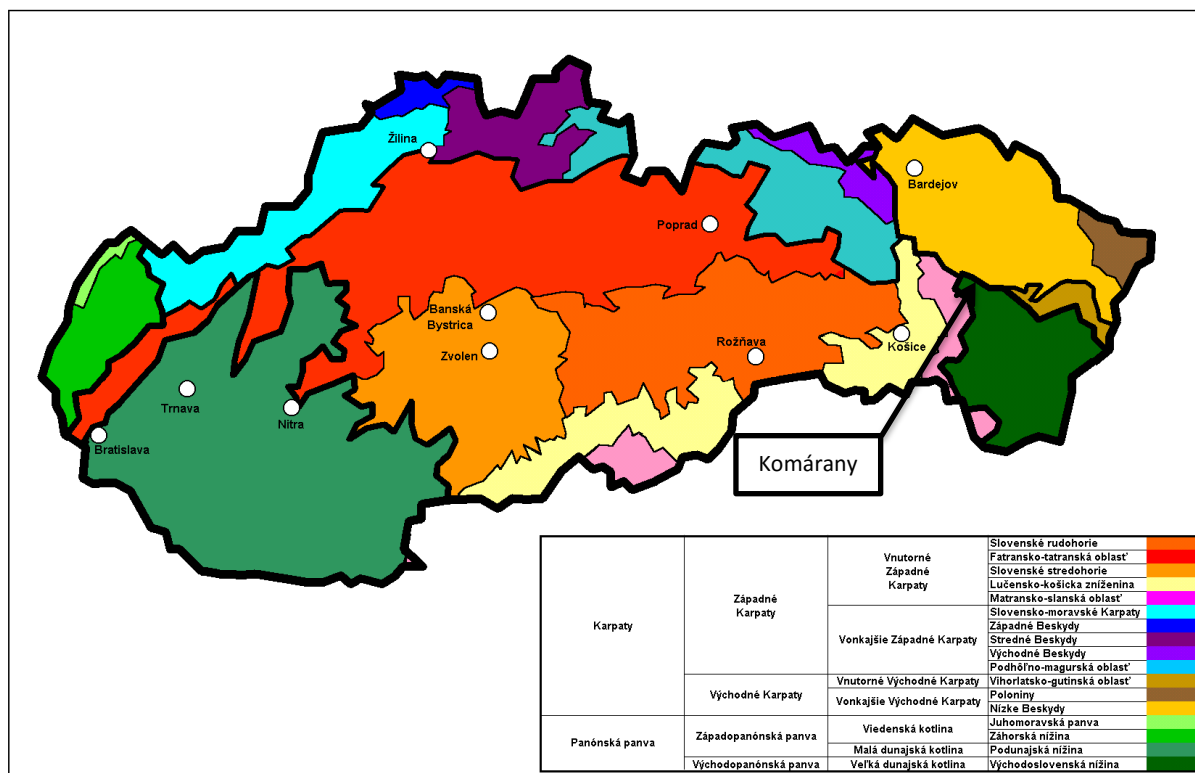 Žilina
Bardejov
Poprad
Banská
Bystrica
Zvolen
Rožňava
Košice
Trnava
Nitra
Bratislava
Komárany
Karpaty
Západné
Karpaty
Vnutorné
Západné
Karpaty
Slovenské rudohorie
Fatransko-tatranská oblasť
Slovenské stredohorie
Lučensko-košicka zníženina
Matransko-slanská oblasť
Vonkajšie Západné Karpaty
Slovensko-moravské Karpaty
Západné Beskydy
Stredné Beskydy
Východné Beskydy
Podhôľno-magurská oblasť
Východné Karpaty
Vnutorné Východné Karpaty
Vihorlatsko-gutinská oblasť
Vonkajšie Východné Karpaty
Poloniny
Nízke Beskydy
Panónská panva
Západopanónská panva
Viedenská kotlina
Juhomoravská panva
Záhorská nížina
Malá dunajská kotlina
Podunajská nížina
Východopanónská panva
Veľká dunajská kotlina
Východoslovenská nížina